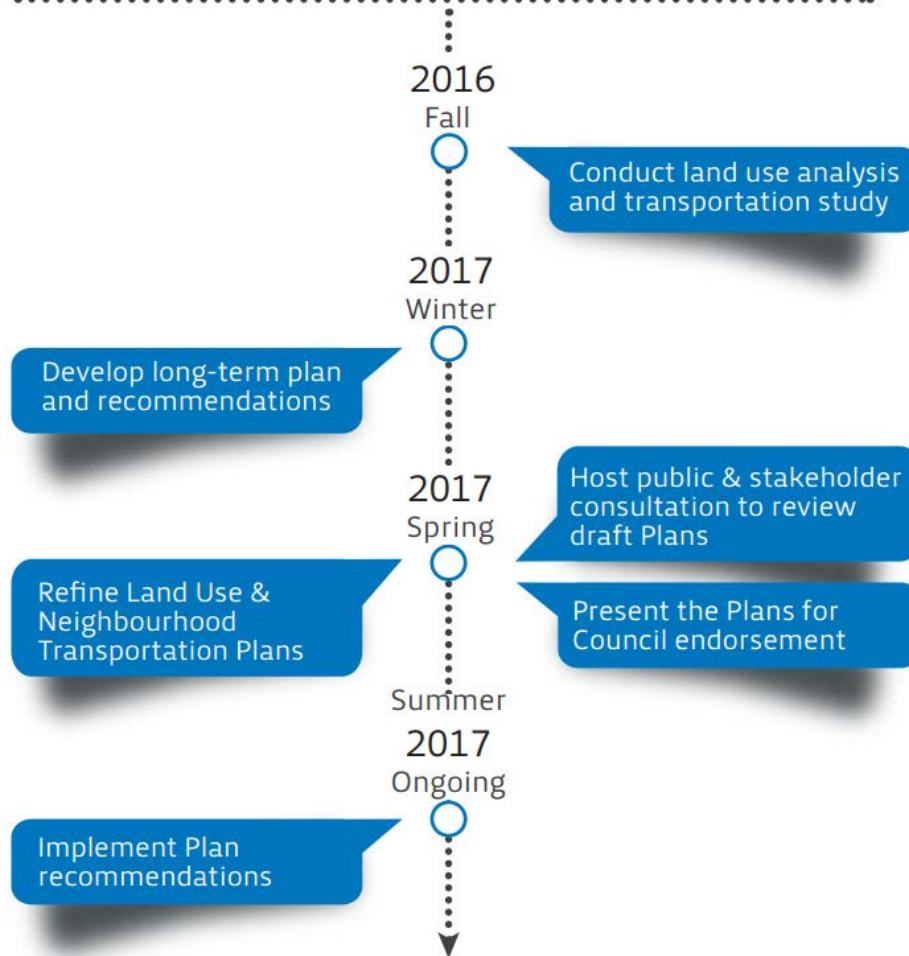 2016
Fall
Conduct land use analysis
and transportation study
2017
Winter
Develop long-term plan
and recommendations
2017
Spring
Host public & stakeholder
consultation to review
draft Plans
Refine Land Use &
Neighbourhood
Transportation Plans
Present the Plans for
Council endorsement
Summer
2017
Ongoing
Implement Plan
recommendations